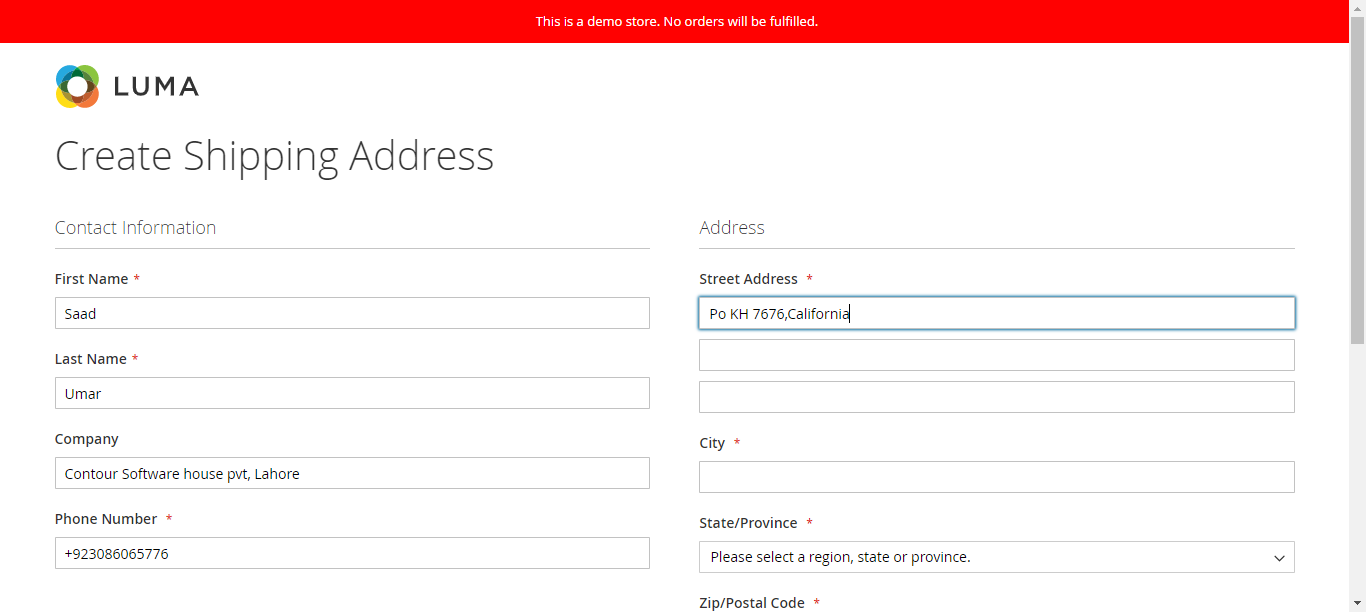 This is a demo store. No orders will be fulfilled.
LUMA
Create Shipping Address
Contact Information
First Name *
Saad
Last Name *
Umar
Company
Contour Software house pvt, Lahore
Phone Number *
+923086065776
Address
Street Address *
Po KH 7676,California
City *
State/Province *
Please select a region, state or province.
Zip/Postal Code *